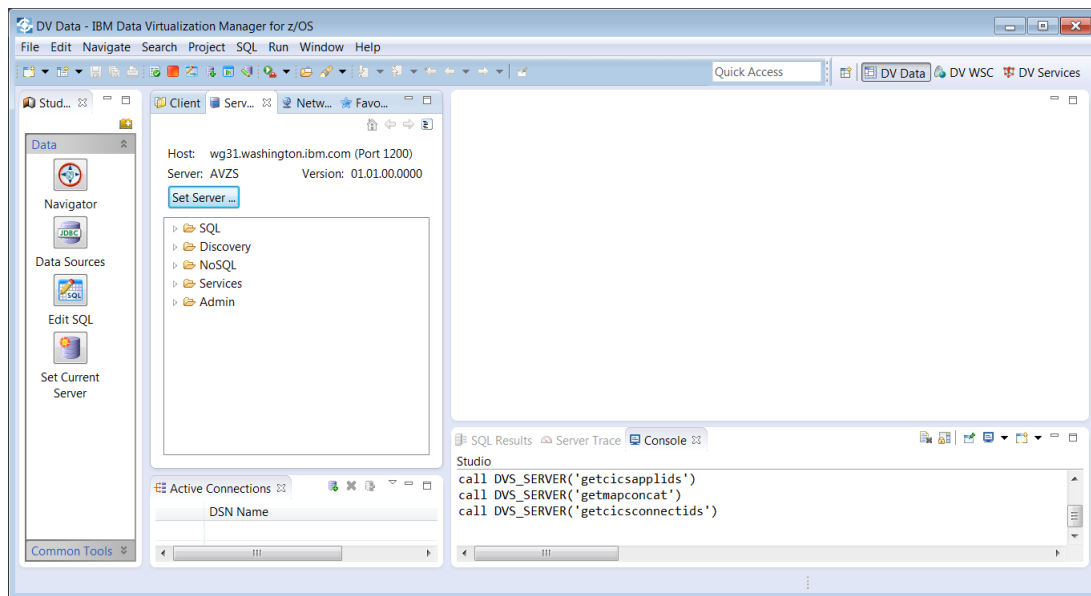 DV Data - IBM Data Virtualization Manager for z/OS
File Edit Navigate Search Project SQL Run Window Help
Quick Access
DV Data
DV WSC
DV Services
Stud...
Data
Navigator
JDBC
Data Sources
SQL
Edit SQL
Set Current
Server
Common Tools
Client
Serv...
Netw...
Favo...
Host: wg31.washington.ibm.com (Port 1200)
Server: AVZS Version: 01.01.00.0000
Set Server ...
SQL
Discovery
NoSQL
Services
Admin
Active Connections
DSN Name
SQL Results
Server Trace
Console
Studio
call DVS_SERVER('getcicsapplids')
call DVS_SERVER('getmapconcat')
call DVS_SERVER('getcicsconnectids')